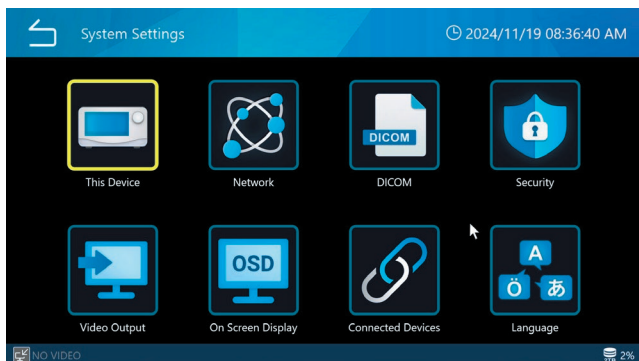 System Settings
2024/11/19 08:36:40 AM
DICOM
This Device
Network
DICOM
Security
OSD
A
Ö あ
Video Output
On Screen Display
Connected Devices
Language
NO VIDEO
2TB 2%